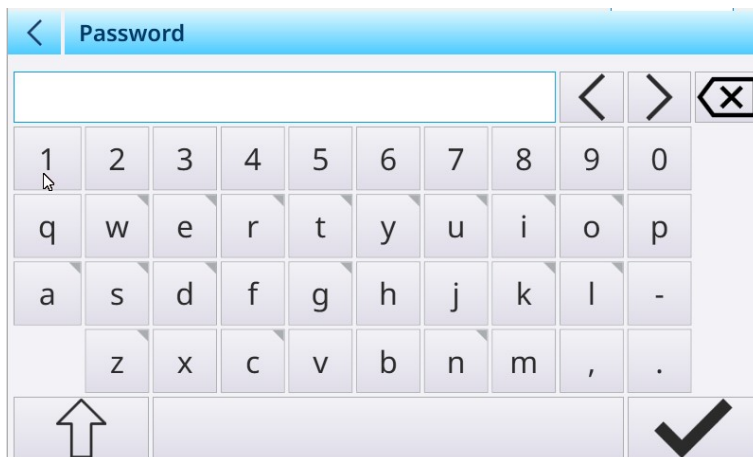 Password
1 2 3 4 5 6 7 8 9 0
q w e r t y u i o p
a s d f g h j k l -
z x c v b n m , .